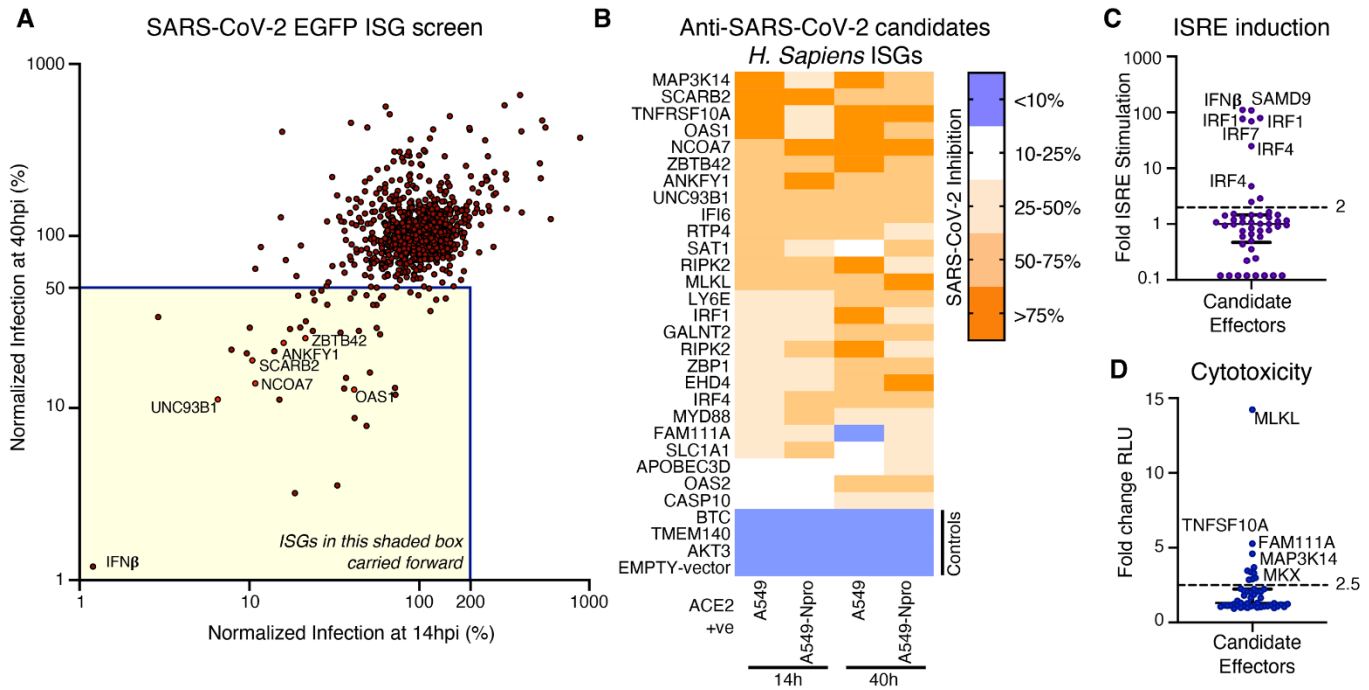 A
SARS-CoV-2 EGFP ISG screen
Normalized Infection at 40hpi (%)
1000
100
50
10
1
ZBTB42
ANKFY1
SCARB2
NCOA7
OAS1
UNC93B1
IFNβ
ISGs in this shaded box
carried forward
1
10
100
200
1000
Normalized Infection at 14hpi (%)
B
Anti-SARS-CoV-2 candidates
H. Sapiens ISGs
MAP3K14
SCARB2
TNFRSF10A
OAS1
NCOA7
ZBTB42
ANKFY1
UNC93B1
IFI6
RTP4
SAT1
RIPK2
MLKL
LY6E
IRF1
GALNT2
RIPK2
ZBP1
EHD4
IRF4
MYD88
FAM111A
SLC1A1
APOBEC3D
OAS2
CASP10
BTC
TMEM140
AKT3
EMPTY-vector
Controls
ACE2
+ve
A549
A549-Npro
A549
A549-Npro
14h
40h
SARS-CoV-2 Inhibition
<10%
10-25%
25-50%
50-75%
>75%
C
ISRE induction
Fold ISRE Stimulation
1000
100
10
1
0.1
IFNβ
SAMD9
IRF1
IRF1
IRF7
IRF4
IRF4
2
Candidate
Effectors
D
Cytotoxicity
Fold change RLU
15
10
5
0
MLKL
TNFSF10A
FAM111A
MAP3K14
MKX
2.5
Candidate
Effectors